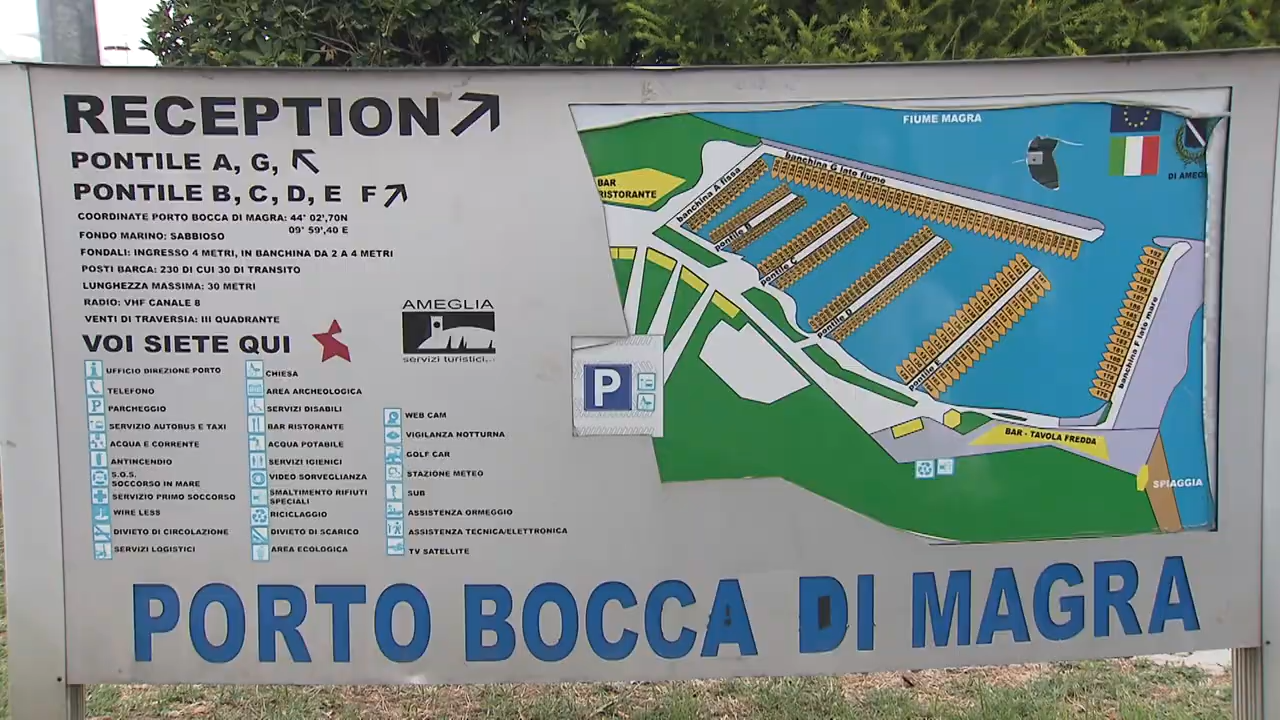 RECEPTION
PONTILE A, G,
PONTILE B, C, D, E F
COORDINATE PORTO BOCCA DI MAGRA: 44' 02',70N
09' 59',40 E
FONDO MARINO: SABBIOSO
FONDALI: INGRESSO 4 METRI, IN BANCHINA DA 2 A 4 METRI
POSTI BARCA: 230 DI CUI 30 DI TRANSITO
LUNGHEZZA MASSIMA: 30 METRI
RADIO: VHF CANALE 8
VENTI DI TRAVERSIA: III QUADRANTE
VOI SIETE QUI
AMEGLIA
servizi turistici...
UFFICIO DIREZIONE PORTO
TELEFONO
PARCHEGGIO
SERVIZIO AUTOBUS E TAXI
ACQUA E CORRENTE
ANTINCENDIO
S.O.S.
SOCCORSO IN MARE
SERVIZIO PRIMO SOCCORSO
WIRE LESS
DIVIETO DI CIRCOLAZIONE
SERVIZI LOGISTICI
CHIESA
AREA ARCHEOLOGICA
SERVIZI DISABILI
BAR RISTORANTE
ACQUA POTABILE
SERVIZI IGIENICI
VIDEO SORVEGLIANZA
SMALTIMENTO RIFIUTI
SPECIALI
RICICLAGGIO
DIVIETO DI SCARICO
AREA ECOLOGICA
WEB CAM
VIGILANZA NOTTURNA
GOLF CAR
STAZIONE METEO
SUB
ASSISTENZA ORMEGGIO
ASSISTENZA TECNICA/ELETTRONICA
TV SATELLITE
FIUME MAGRA
DI AMEG
BAR
RISTORANTE
banchina A fissa
banchina G lato fiume
pontile
pontile C
pontile D
pontile
banchina F lato mare
P
BAR - TAVOLA FREDDA
SPIAGGIA
PORTO BOCCA DI MAGRA